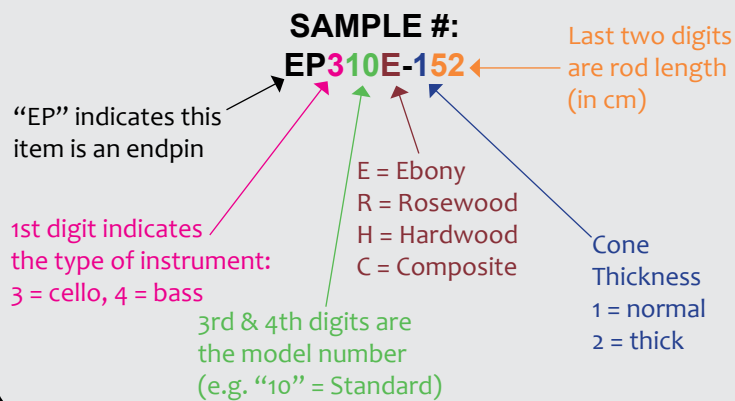 SAMPLE #:
EP310E-152
Last two digits
are rod length
(in cm)
“EP” indicates this
item is an endpin
E = Ebony
R = Rosewood
H = Hardwood
C = Composite
1st digit indicates
the type of instrument:
3 = cello, 4 = bass
Cone
Thickness
1 = normal
2 = thick
3rd & 4th digits are
the model number
(e.g. “10” = Standard)